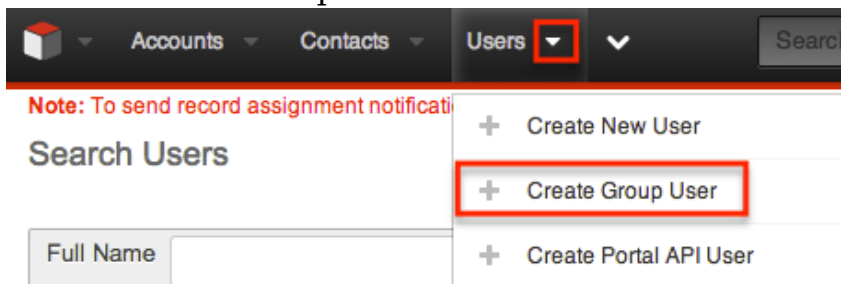 Accounts Contacts Users Search
Note: To send record assignment notificati
Create New User
Search Users
Create Group User
Full Name
Create Portal API User